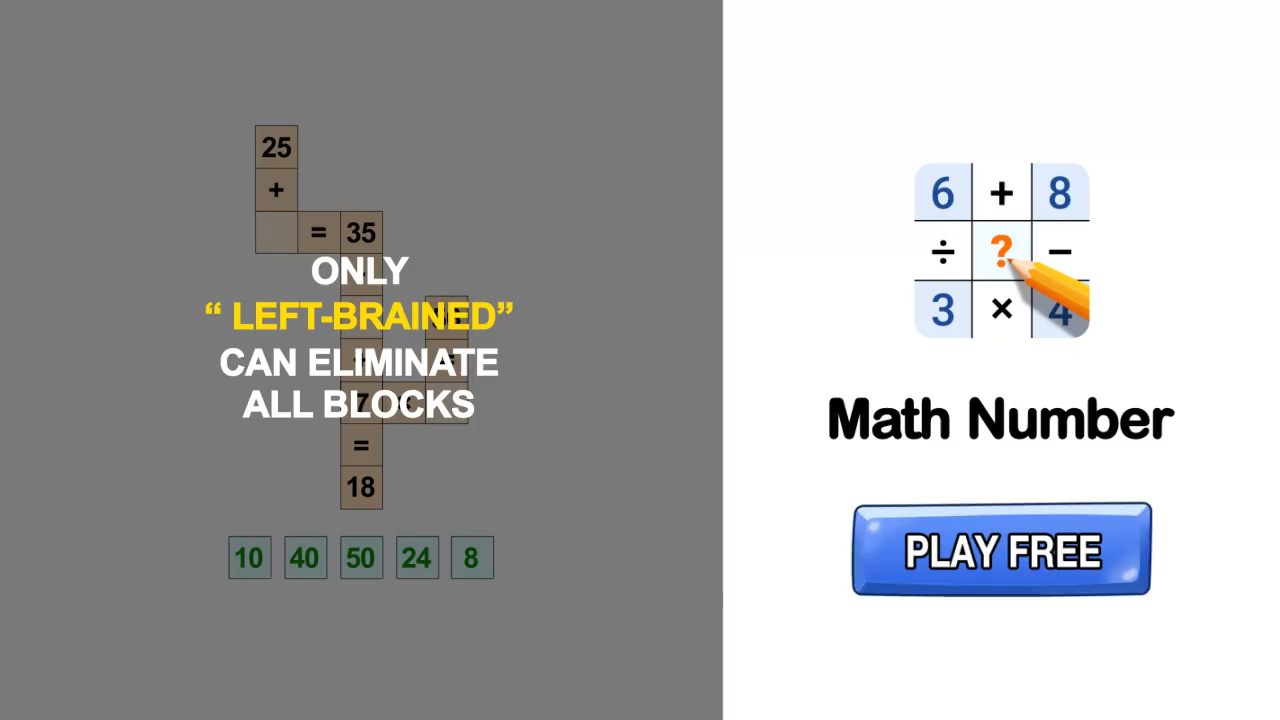 25
+
= 35
ONLY
“ LEFT-BRAINED”
CAN ELIMINATE
ALL BLOCKS
7
=
18
10 40 50 24 8
6 + 8
÷ ? −
3 × 4
Math Number
PLAY FREE